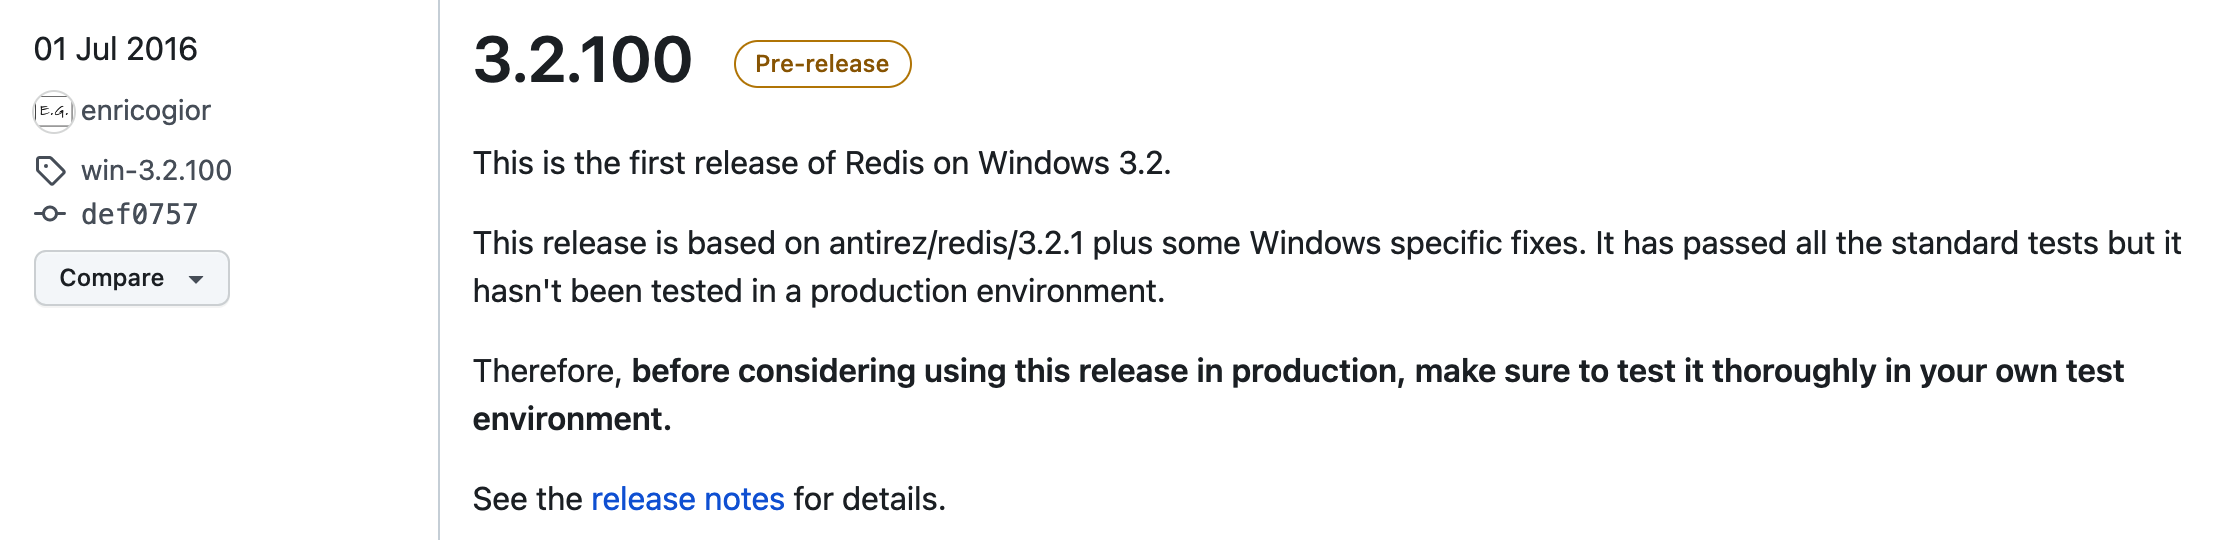 01 Jul 2016
E.G. enricogior
win-3.2.100
def0757
Compare
3.2.100 Pre-release
This is the first release of Redis on Windows 3.2.
This release is based on antirez/redis/3.2.1 plus some Windows specific fixes. It has passed all the standard tests but it
hasn't been tested in a production environment.
Therefore, before considering using this release in production, make sure to test it thoroughly in your own test
environment.
See the release notes for details.